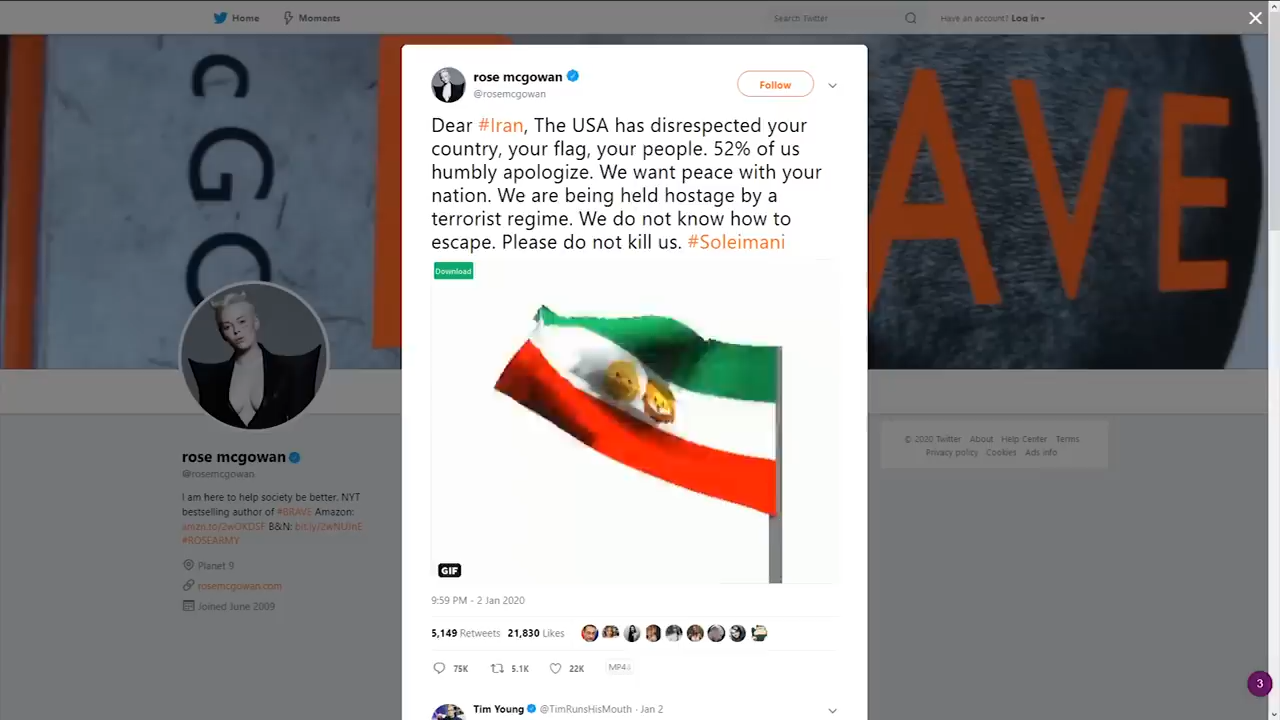 Home
Moments
Search Twitter
Have an account? Log in
GGO
AVE
rose mcgowan
@rosemcgowan
Follow
Dear #Iran, The USA has disrespected your
country, your flag, your people. 52% of us
humbly apologize. We want peace with your
nation. We are being held hostage by a
terrorist regime. We do not know how to
escape. Please do not kill us. #Soleimani
Download
GIF
9:59 PM - 2 Jan 2020
5,149 Retweets 21,830 Likes
75K 5.1K 22K MP4
Tim Young @TimRunsHisMouth · Jan 2
rose mcgowan
@rosemcgowan
I am here to help society be better. NYT
bestselling author of #BRAVE Amazon:
B&N:
#ROSEARMY
Planet 9
rosemcgowan.com
Joined June 2009
© 2020 Twitter About Help Center Terms
Privacy policy Cookies Ads info
3